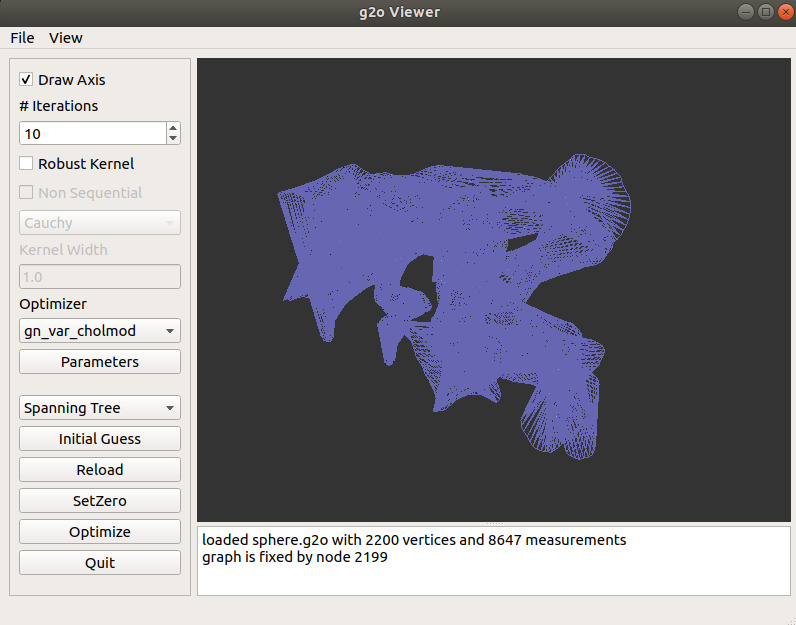 g2o Viewer
File View
Draw Axis
# Iterations
10
Robust Kernel
Non Sequential
Cauchy
Kernel Width
1.0
Optimizer
gn_var_cholmod
Parameters
Spanning Tree
Initial Guess
Reload
SetZero
Optimize
Quit
loaded sphere.g2o with 2200 vertices and 8647 measurements
graph is fixed by node 2199